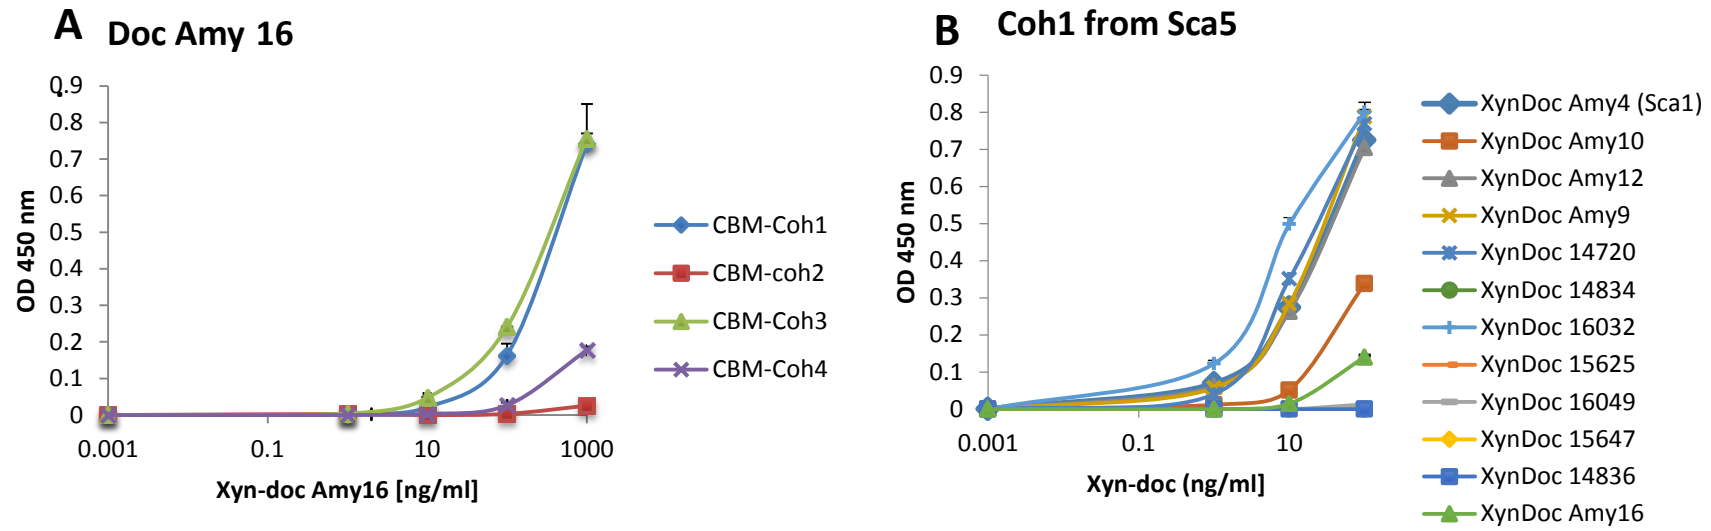 A Doc Amy 16
0.9
0.8
0.7
0.6
0.5
0.4
0.3
0.2
0.1
0
OD 450 nm
0.001 0.1 10 1000
Xyn-doc Amy16 [ng/ml]
CBM-Coh1
CBM-coh2
CBM-Coh3
CBM-Coh4
B Coh1 from Sca5
0.9
0.8
0.7
0.6
0.5
0.4
0.3
0.2
0.1
0
OD 450 nm
0.001 0.1 10
Xyn-doc (ng/ml]
XynDoc Amy4 (Sca1)
XynDoc Amy10
XynDoc Amy12
XynDoc Amy9
XynDoc 14720
XynDoc 14834
XynDoc 16032
XynDoc 15625
XynDoc 16049
XynDoc 15647
XynDoc 14836
XynDoc Amy16